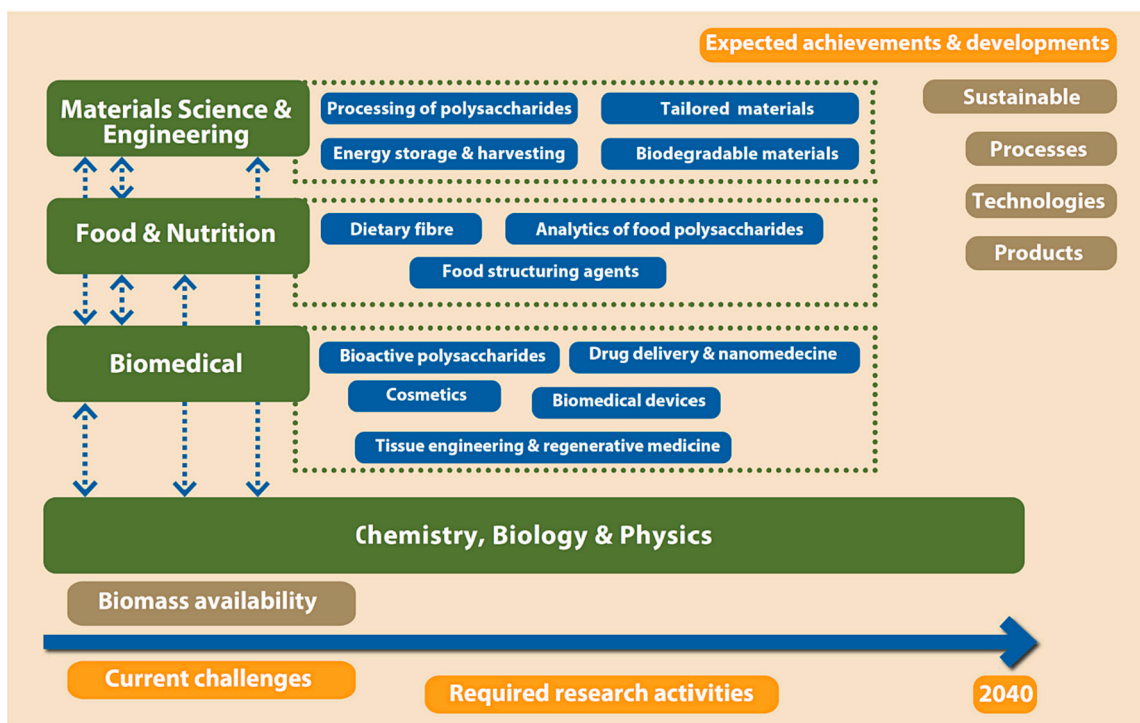 Expected achievements & developments
Materials Science &
Engineering
Processing of polysaccharides
Tailored materials
Energy storage & harvesting
Biodegradable materials
Sustainable
Processes
Technologies
Products
Food & Nutrition
Dietary fibre
Analytics of food polysaccharides
Food structuring agents
Biomedical
Bioactive polysaccharides
Drug delivery & nanomedecine
Cosmetics
Biomedical devices
Tissue engineering & regenerative medicine
Chemistry, Biology & Physics
Biomass availability
Current challenges
Required research activities
2040